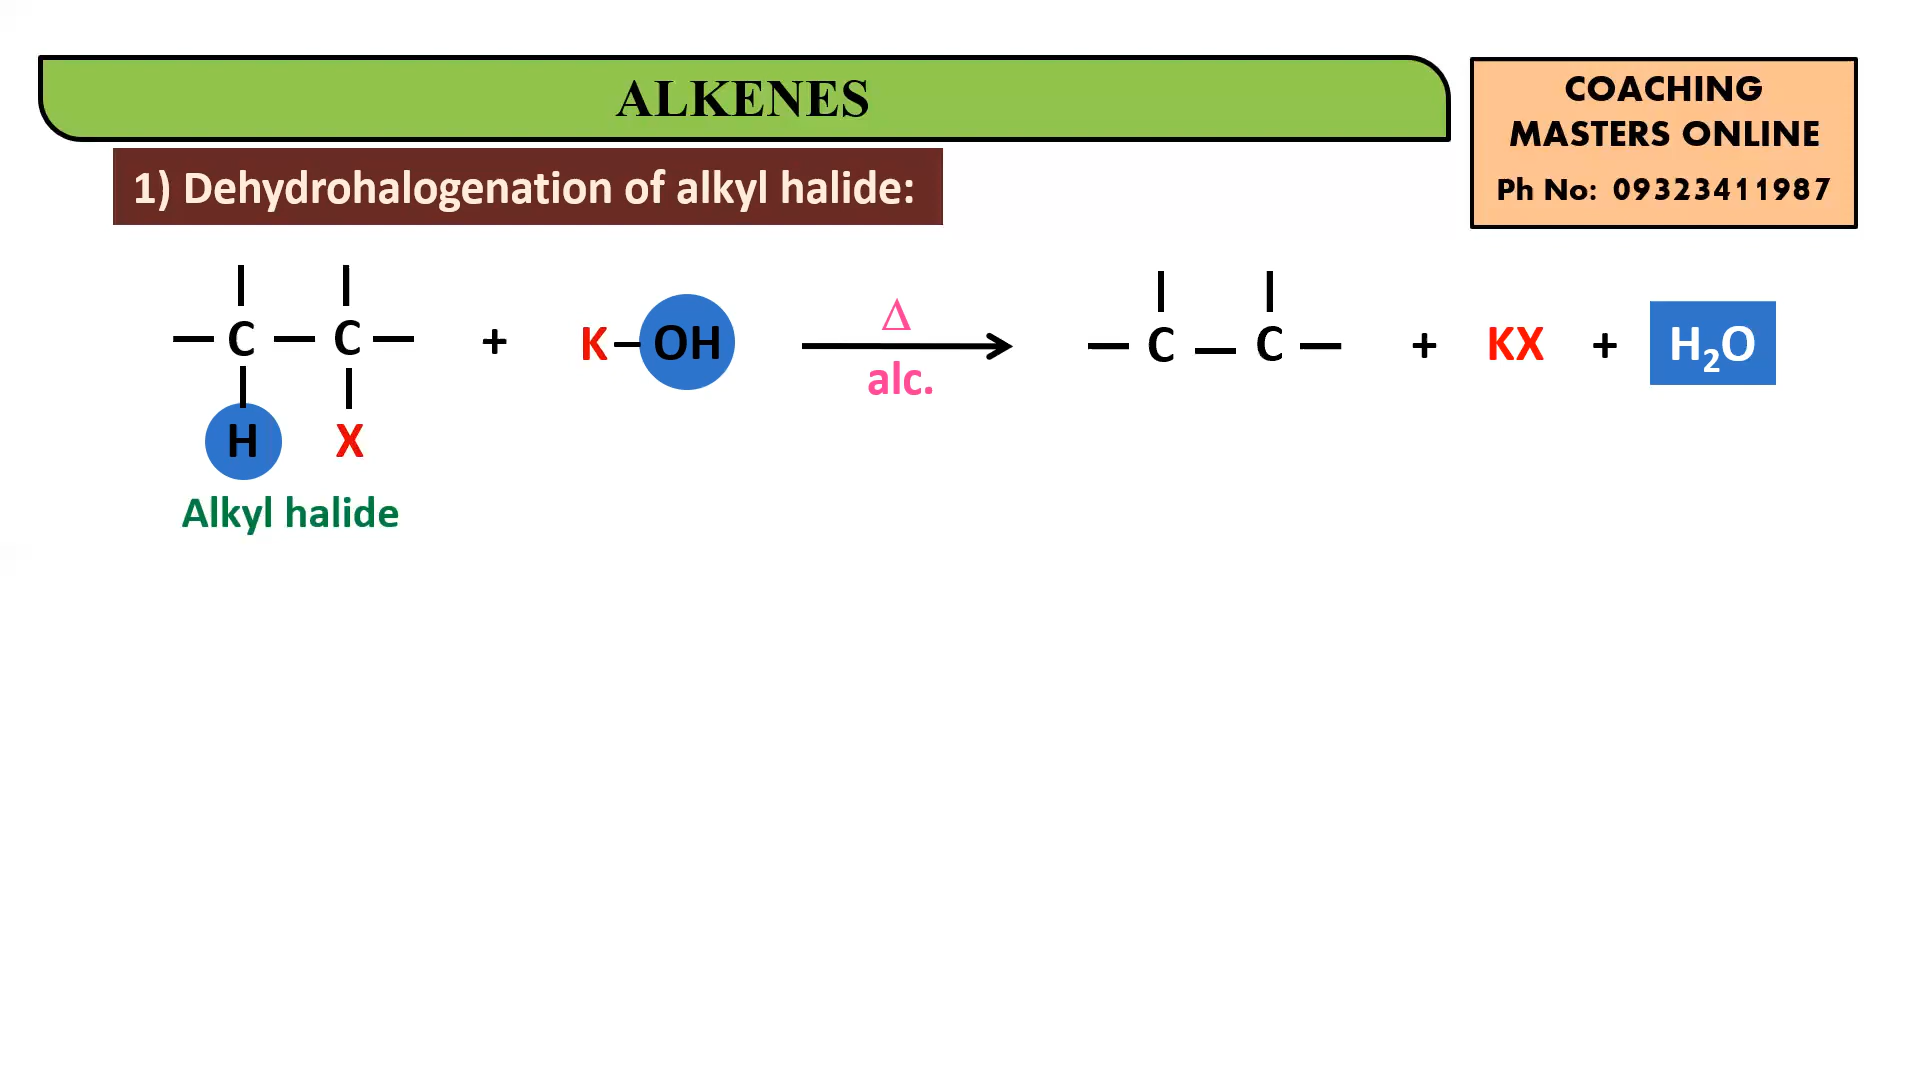 ALKENES
COACHING
MASTERS ONLINE
Ph No: 09323411987
1) Dehydrohalogenation of alkyl halide:
— C — C — + K–OH Δ alc. — C — C — + KX + H₂O
H X
Alkyl halide